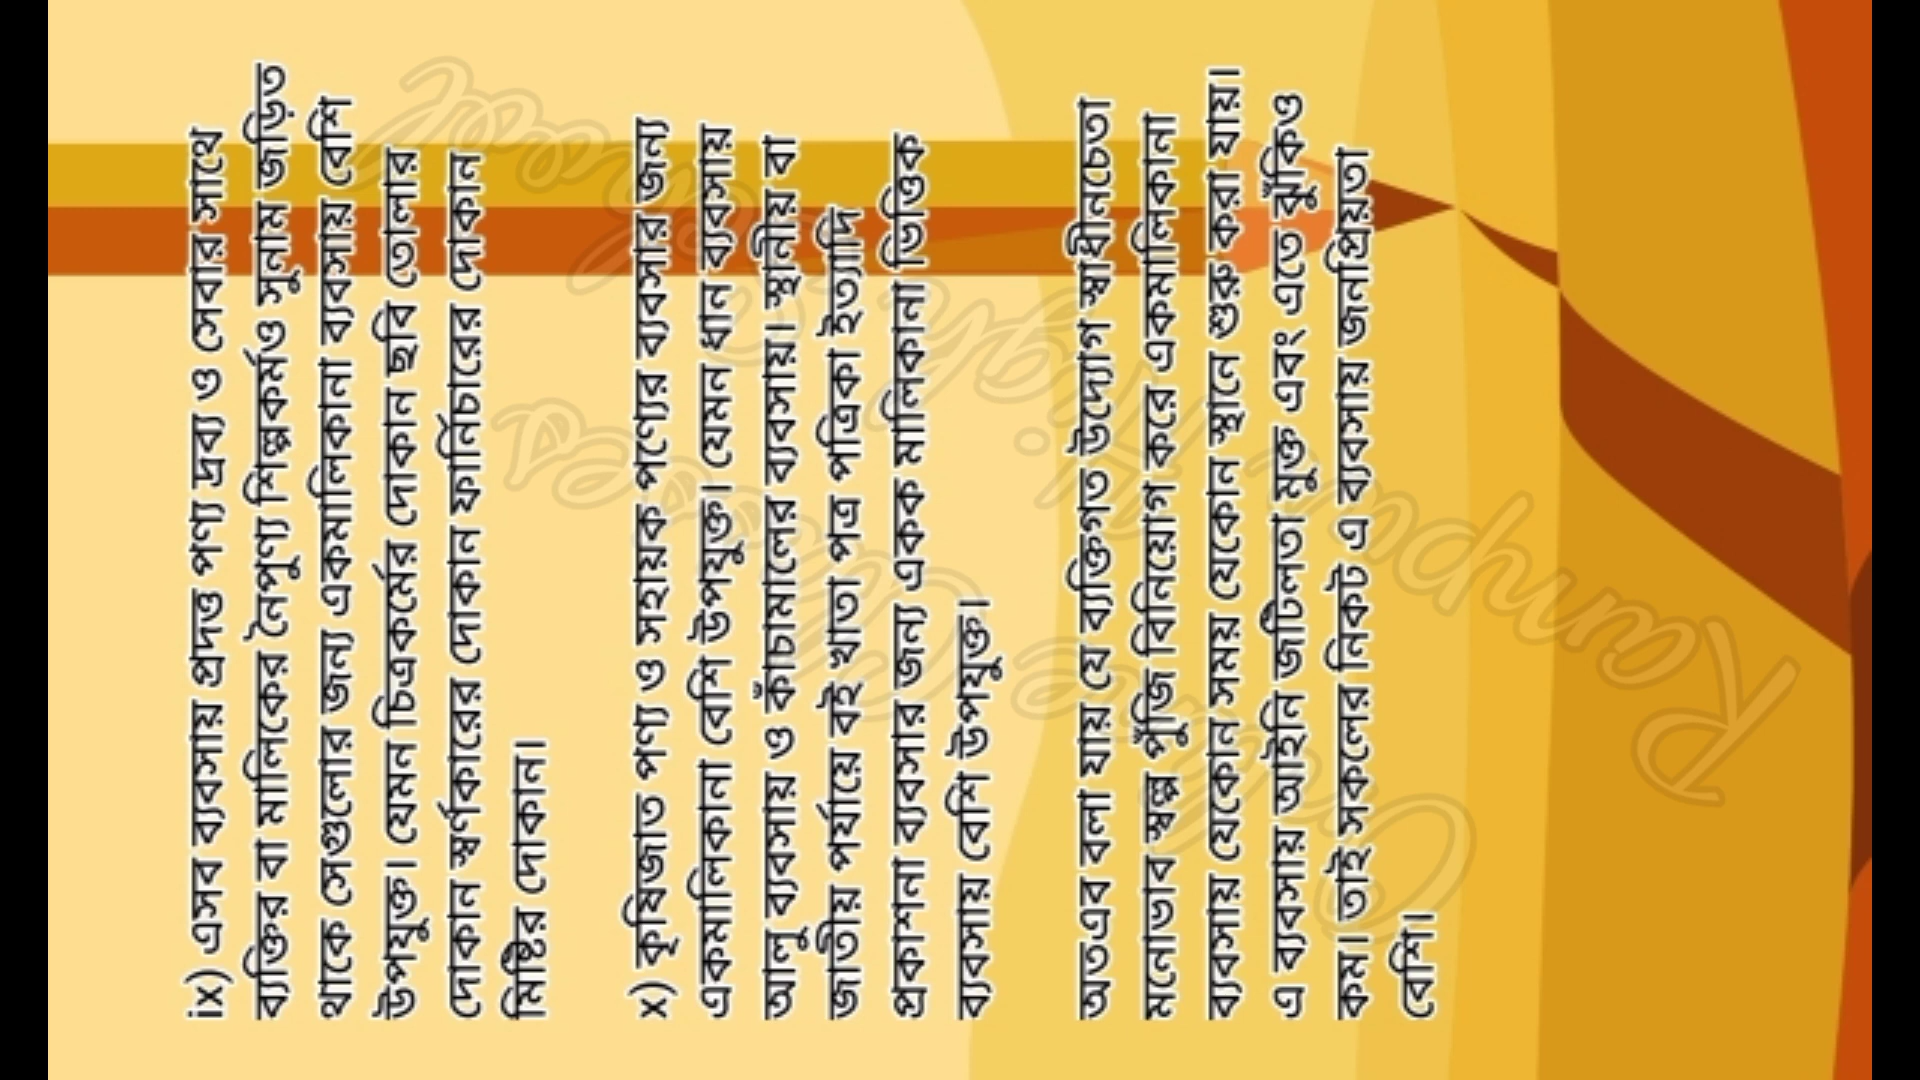 ix) এসব ব্যবসায় প্রদত্ত পণ্য দ্রব্য ও সেবার সাথে
ব্যক্তির বা মালিকের নৈপুণ্য শিল্পকর্মও সুনাম জড়িত
থাকে সেগুলোর জন্য একমালিকানা ব্যবসায় বেশি
উপযুক্ত। যেমন চিত্রকর্মের দোকান ছবি তোলার
দোকান স্বর্ণকারের দোকান ফার্নিচারের দোকান
মিষ্টির দোকান।
x) কৃষিজাত পণ্য ও সহায়ক পণ্যের ব্যবসার জন্য
একমালিকানা বেশি উপযুক্ত। যেমন ধান ব্যবসায়
আলু ব্যবসায় ও কাঁচামালের ব্যবসায়। স্থানীয় বা
জাতীয় পর্যায়ে বই খাতা পত্র পত্রিকা ইত্যাদি
প্রকাশনা ব্যবসার জন্য একক মালিকানা ভিত্তিক
ব্যবসায় বেশি উপযুক্ত।
অতএব বলা যায় যে ব্যক্তিগত উদ্যোগ স্বাধীনচেতা
মনোভাব স্বল্প পুঁজি বিনিয়োগ করে একমালিকানা
ব্যবসায় যেকোন সময় যেকোন স্থানে শুরু করা যায়।
এ ব্যবসায় আইনি জটিলতা মুক্ত এবং এতে ঝুঁকিও
কম। তাই সকলের নিকট এ ব্যবসায় জনপ্রিয়তা
বেশি।